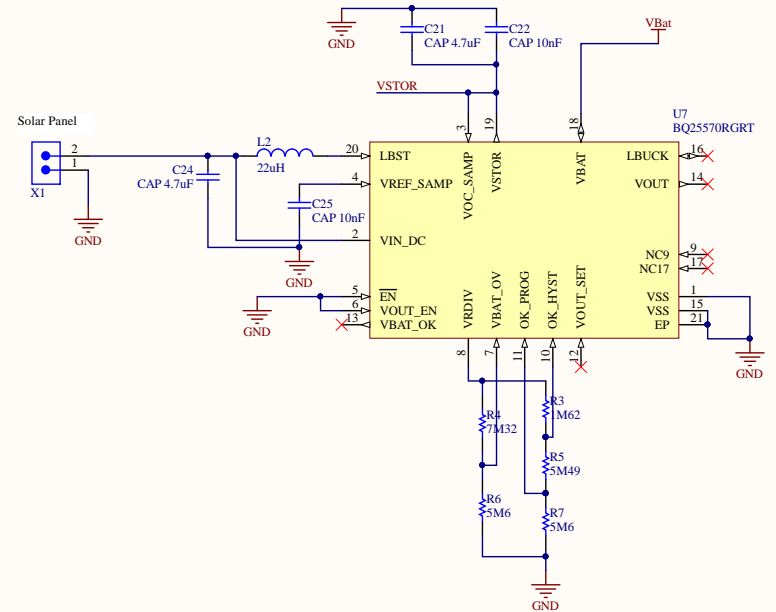 VBat
C21
CAP 4.7uF
C22
CAP 10nF
GND
VSTOR
U7
BQ25570RGRT
Solar Panel
2
1
X1
GND
C24
CAP 4.7uF
L2
22uH
C25
CAP 10nF
GND
GND
20
4
2
5
6
13
LBST
VREF_SAMP
VIN_DC
EN
VOUT_EN
VBAT_OK
3
19
18
VOC_SAMP
VSTOR
VBAT
LBUCK
VOUT
NC9
NC17
VSS
VSS
EP
16
14
9
17
1
15
21
GND
VRDIV
VBAT_OV
OK_PROG
OK_HYST
VOUT_SET
8
7
11
10
12
R4
7M32
R3
1M62
R5
5M49
R6
5M6
R7
5M6
GND